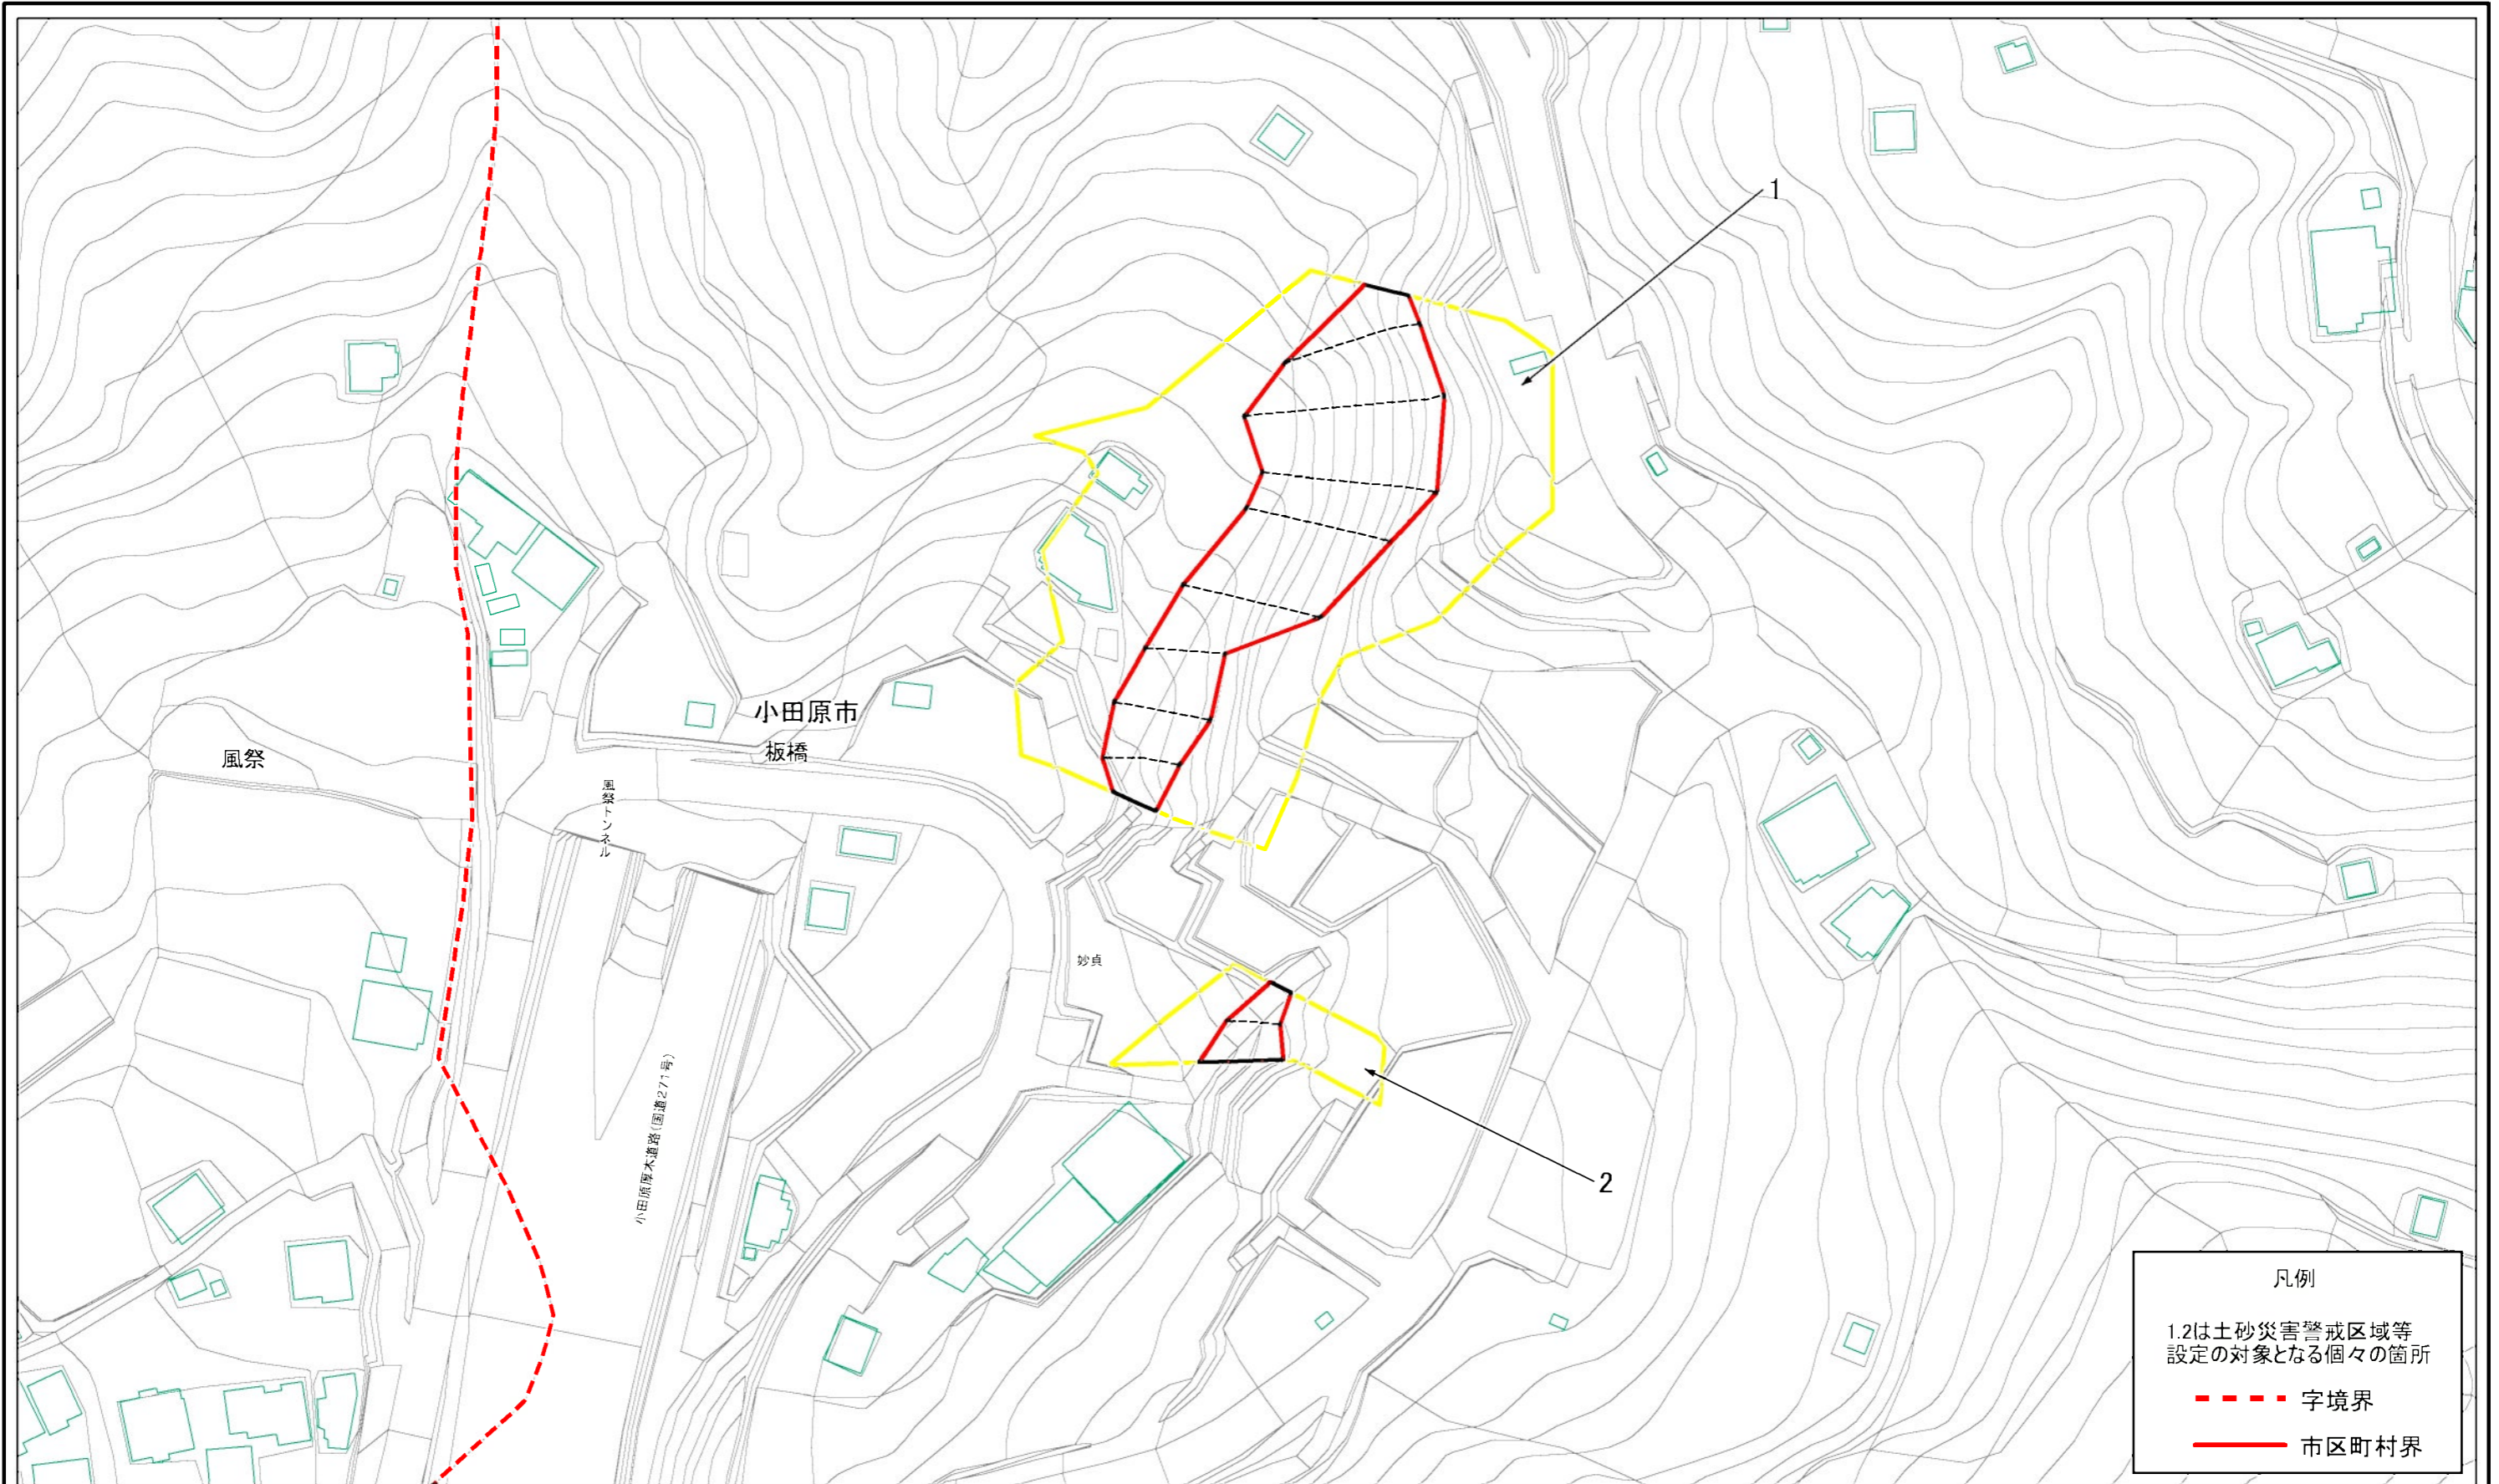 1
小田原市
板橋
風祭
風祭トンネル
妙貞
小田原厚木道路(国道271号)
2
凡例
1.2は土砂災害警戒区域等
設定の対象となる個々の箇所
字境界
市区町村界